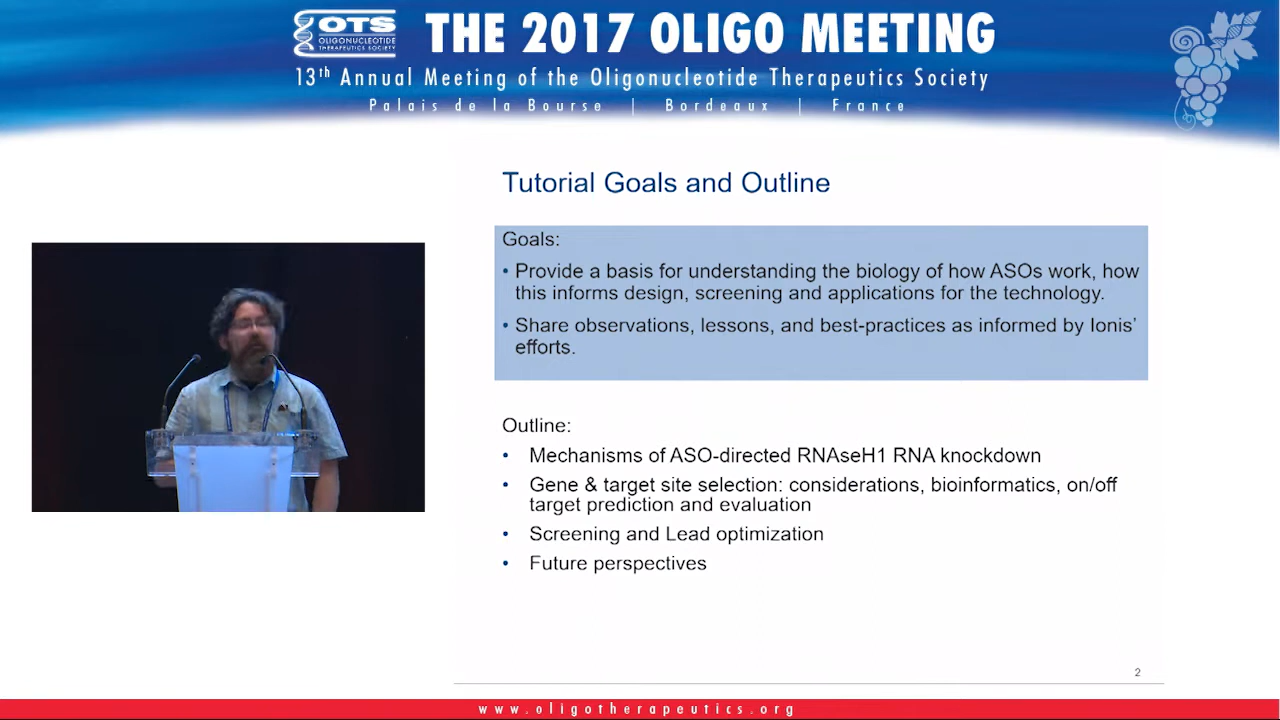 OTS
OLIGONUCLEOTIDE
THERAPEUTICS SOCIETY
THE 2017 OLIGO MEETING
13th Annual Meeting of the Oligonucleotide Therapeutics Society
Palais de la Bourse | Bordeaux | France
Tutorial Goals and Outline
Goals:
• Provide a basis for understanding the biology of how ASOs work, how
this informs design, screening and applications for the technology.
• Share observations, lessons, and best-practices as informed by Ionis’
efforts.
Outline:
• Mechanisms of ASO-directed RNAseH1 RNA knockdown
• Gene & target site selection: considerations, bioinformatics, on/off
target prediction and evaluation
• Screening and Lead optimization
• Future perspectives
2
www.oligotherapeutics.org